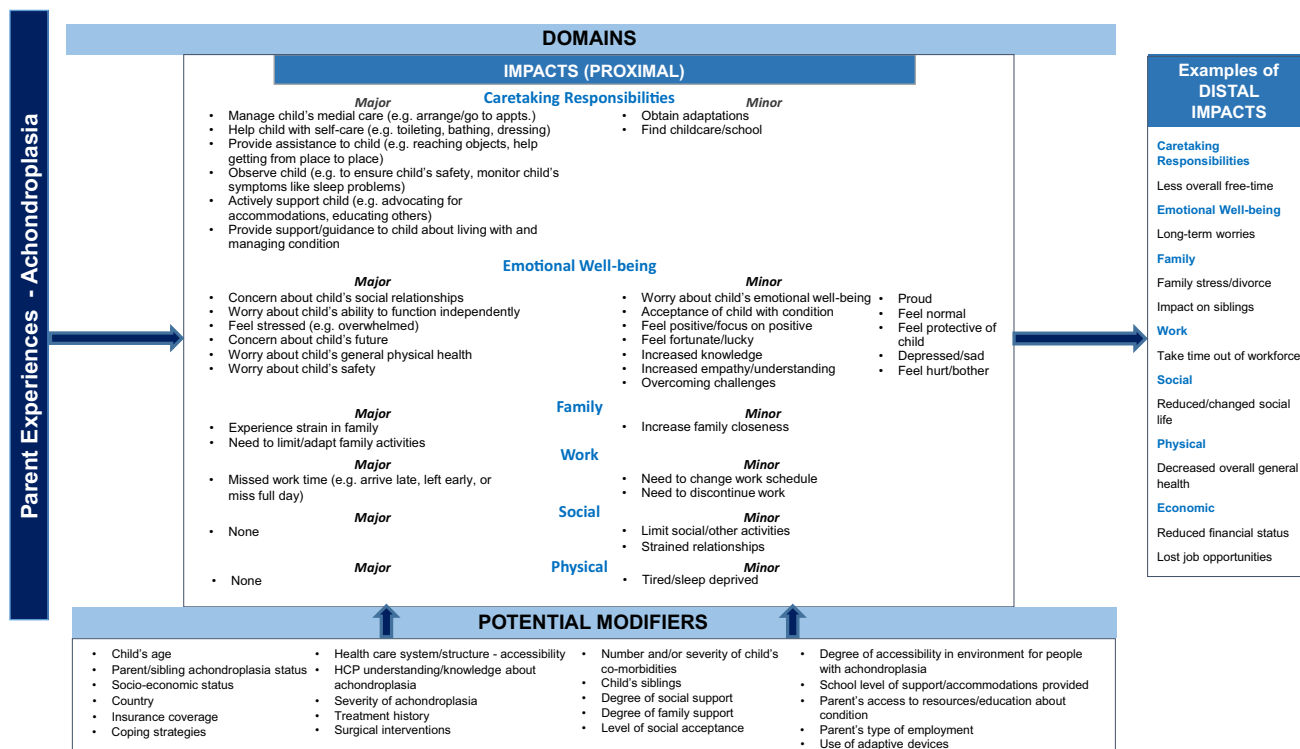 Parent Experiences - Achondroplasia
DOMAINS
IMPACTS (PROXIMAL)
Caretaking Responsibilities
Major
• Manage child's medial care (e.g. arrange/go to appts.)
• Help child with self-care (e.g. toileting, bathing, dressing)
• Provide assistance to child (e.g. reaching objects, help
getting from place to place)
• Observe child (e.g. to ensure child's safety, monitor child's
symptoms like sleep problems)
• Actively support child (e.g. advocating for
accommodations, educating others)
• Provide support/guidance to child about living with and
managing condition
Minor
• Obtain adaptations
• Find childcare/school
Emotional Well-being
Major
• Concern about child's social relationships
• Worry about child's ability to function independently
• Feel stressed (e.g. overwhelmed)
• Concern about child's future
• Worry about child's general physical health
• Worry about child's safety
Minor
• Worry about child's emotional well-being
• Acceptance of child with condition
• Feel positive/focus on positive
• Feel fortunate/lucky
• Increased knowledge
• Increased empathy/understanding
• Overcoming challenges
• Proud
• Feel normal
• Feel protective of
child
• Depressed/sad
• Feel hurt/bother
Family
Major
• Experience strain in family
• Need to limit/adapt family activities
Minor
• Increase family closeness
Work
Major
• Missed work time (e.g. arrive late, left early, or
miss full day)
Minor
• Need to change work schedule
• Need to discontinue work
Social
Major
• None
Minor
• Limit social/other activities
• Strained relationships
Physical
Major
• None
Minor
• Tired/sleep deprived
POTENTIAL MODIFIERS
• Child's age
• Parent/sibling achondroplasia status
• Socio-economic status
• Country
• Insurance coverage
• Coping strategies
• Health care system/structure - accessibility
• HCP understanding/knowledge about
achondroplasia
• Severity of achondroplasia
• Treatment history
• Surgical interventions
• Number and/or severity of child's
co-morbidities
• Child's siblings
• Degree of social support
• Degree of family support
• Level of social acceptance
• Degree of accessibility in environment for people
with achondroplasia
• School level of support/accommodations provided
• Parent's access to resources/education about
condition
• Parent's type of employment
• Use of adaptive devices
Examples of
DISTAL
IMPACTS
Caretaking
Responsibilities
Less overall free-time
Emotional Well-being
Long-term worries
Family
Family stress/divorce
Impact on siblings
Work
Take time out of workforce
Social
Reduced/changed social
life
Physical
Decreased overall general
health
Economic
Reduced financial status
Lost job opportunities